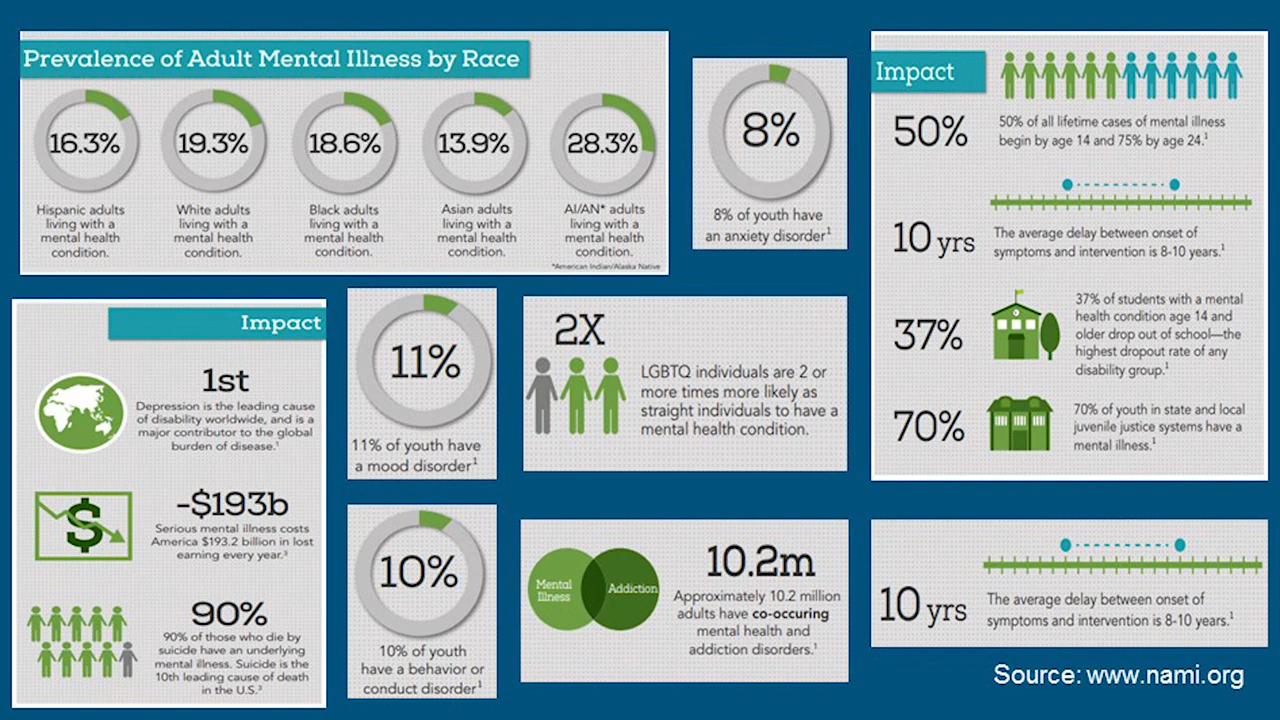 Prevalence of Adult Mental Illness by Race
16.3%
Hispanic adults
living with a
mental health
condition.
19.3%
White adults
living with a
mental health
condition.
18.6%
Black adults
living with a
mental health
condition.
13.9%
Asian adults
living with a
mental health
condition.
28.3%
AI/AN* adults
living with a
mental health
condition.
*American Indian/Alaska Native
8%
8% of youth have
an anxiety disorder¹
Impact
50%
50% of all lifetime cases of mental illness
begin by age 14 and 75% by age 24.¹
10 yrs
The average delay between onset of
symptoms and intervention is 8-10 years.¹
37%
37% of students with a mental
health condition age 14 and
older drop out of school—the
highest dropout rate of any
disability group.¹
70%
70% of youth in state and local
juvenile justice systems have a
mental illness.¹
Impact
1st
Depression is the leading cause
of disability worldwide, and is a
major contributor to the global
burden of disease.¹
-$193b
$
Serious mental illness costs
America $193.2 billion in lost
earning every year.³
90%
90% of those who die by
suicide have an underlying
mental illness. Suicide is the
10th leading cause of death
in the U.S.³
11%
11% of youth have
a mood disorder¹
2X
LGBTQ individuals are 2 or
more times more likely as
straight individuals to have a
mental health condition.
10%
10% of youth
have a behavior or
conduct disorder¹
Mental
Illness
Addiction
10.2m
Approximately 10.2 million
adults have co-occuring
mental health and
addiction disorders.¹
10 yrs
The average delay between onset of
symptoms and intervention is 8-10 years.¹
Source: www.nami.org